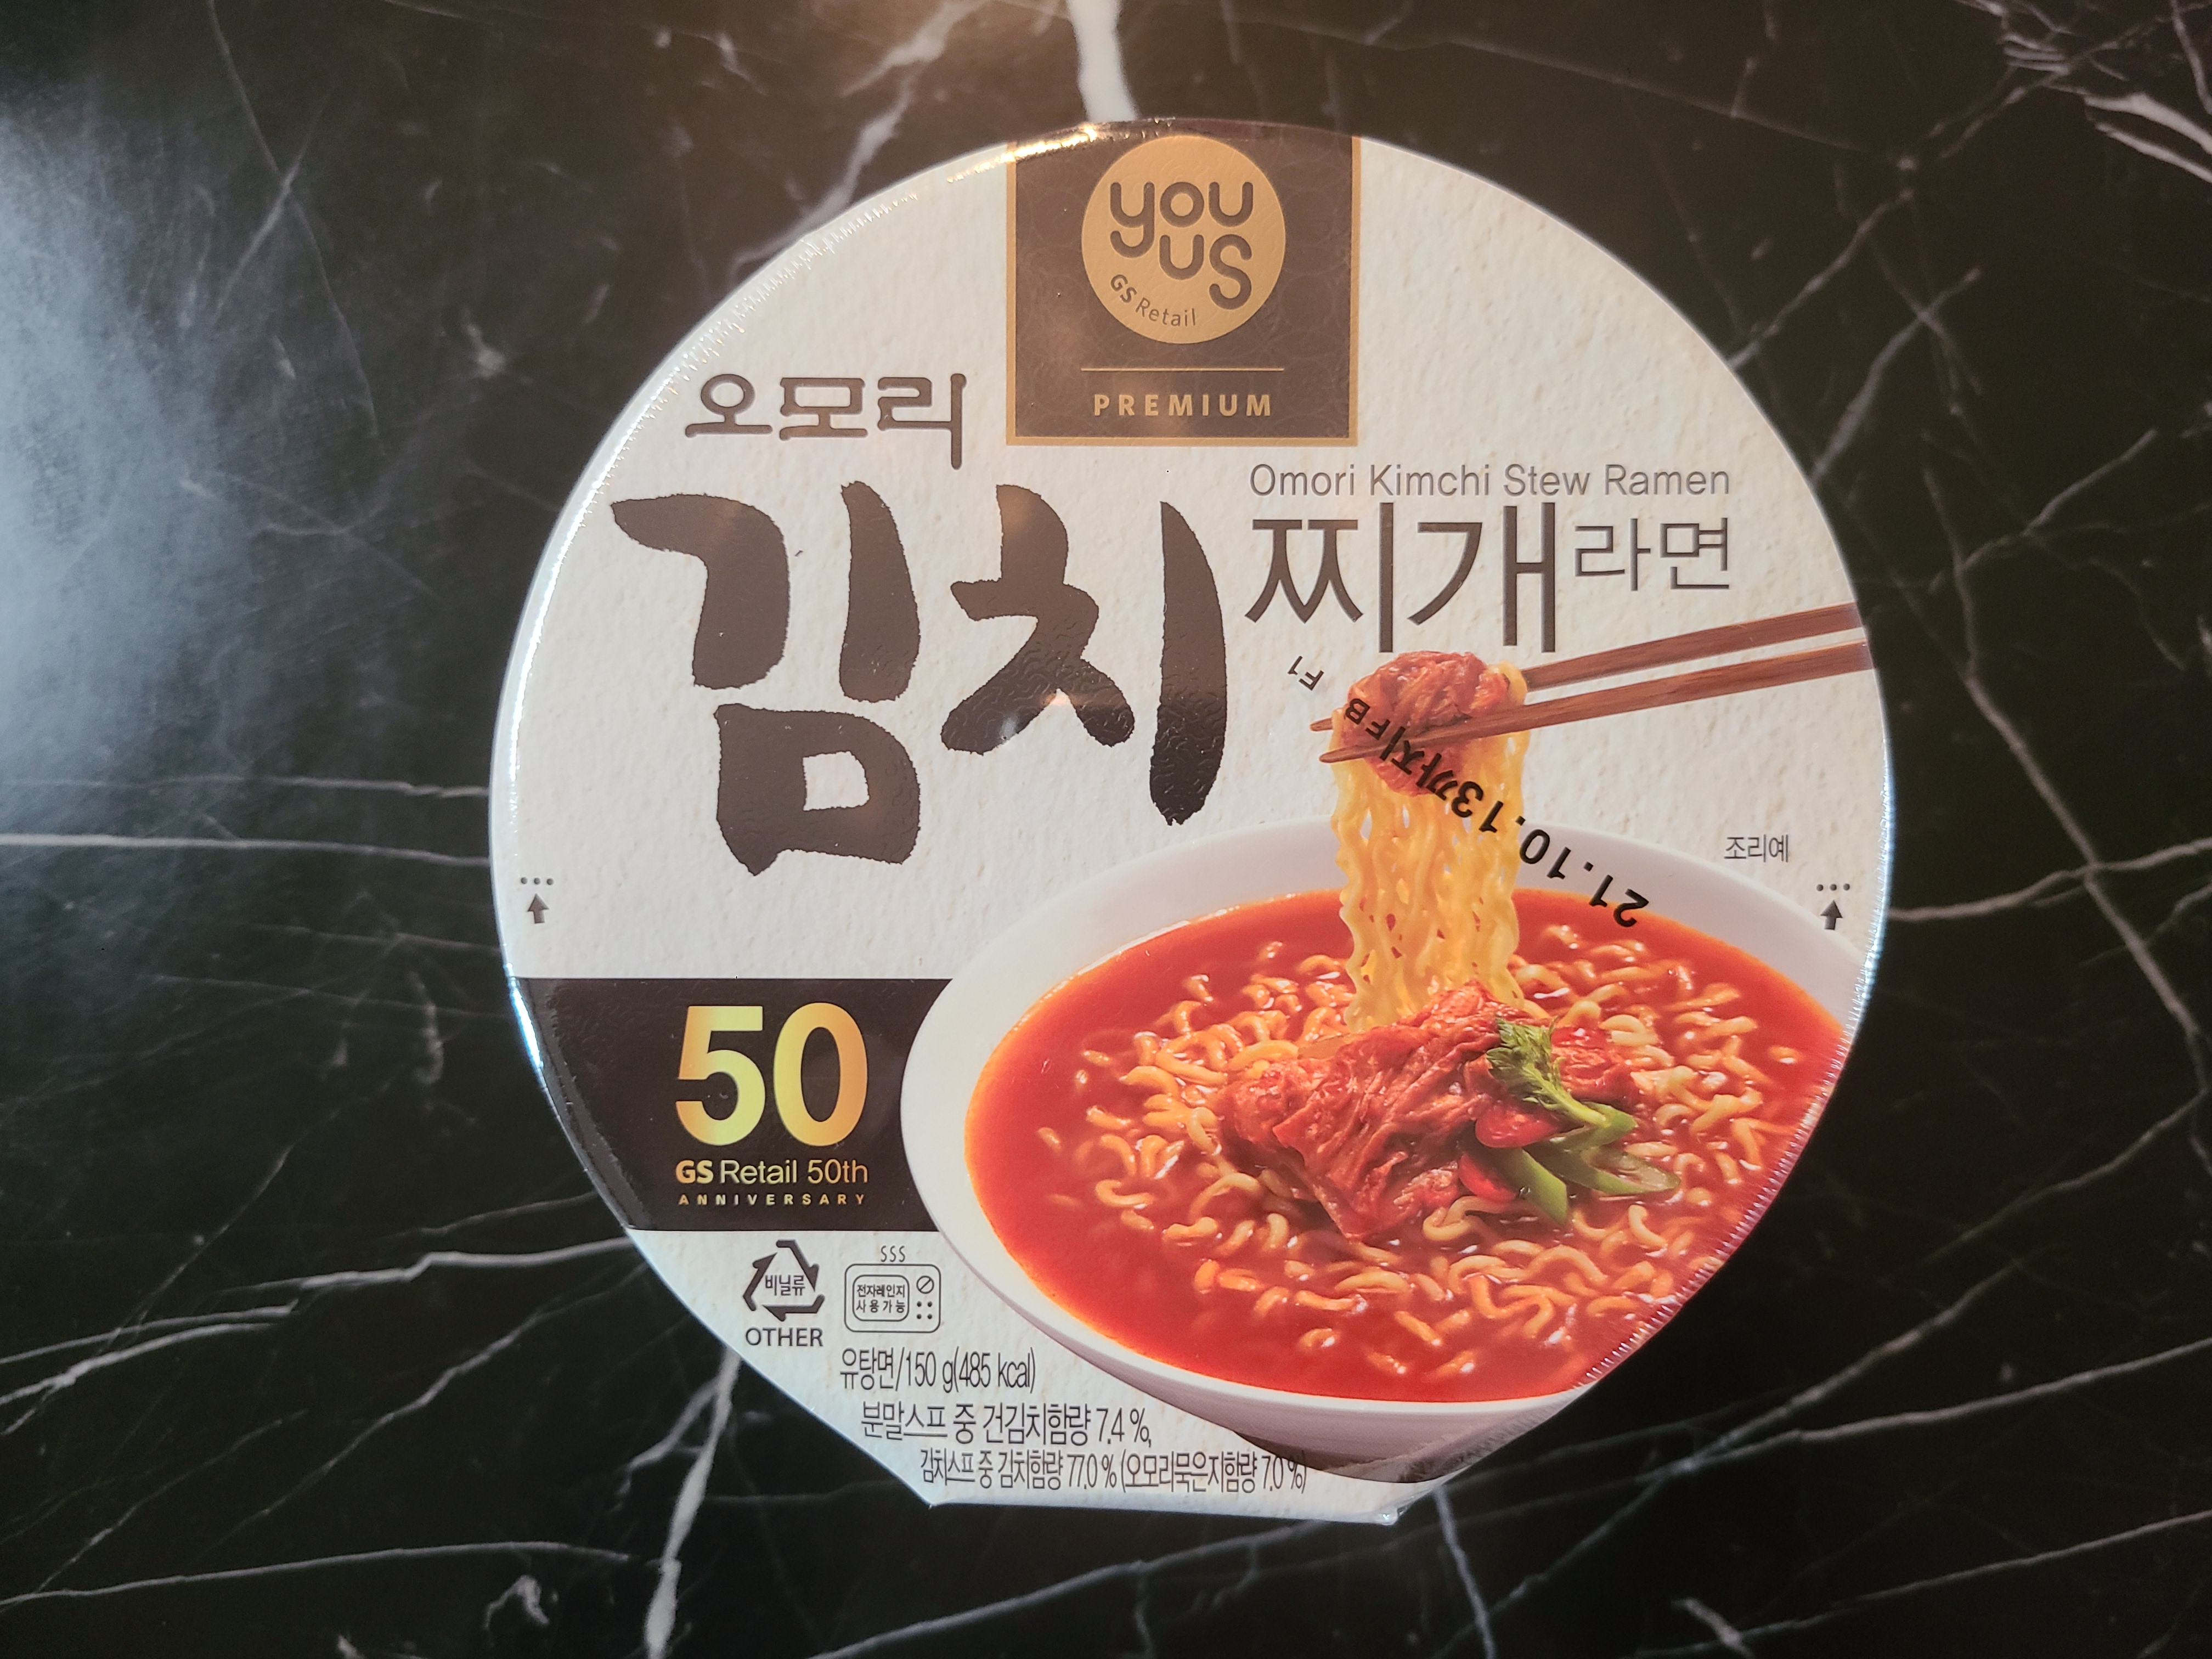 you
us
GS Retail
PREMIUM
오모리
김치
Omori Kimchi Stew Ramen
찌개라면
F1
21.10.13까지FB
조리예
50
GS Retail 50th
ANNIVERSARY
비닐류
OTHER
SSS
전자레인지
사용가능
유탕면/150 g(485 kcal)
분말스프 중 건김치함량 7.4 %,
김치스프 중 김치함량 77.0 % (오모리묵은지함량 7.0 %)